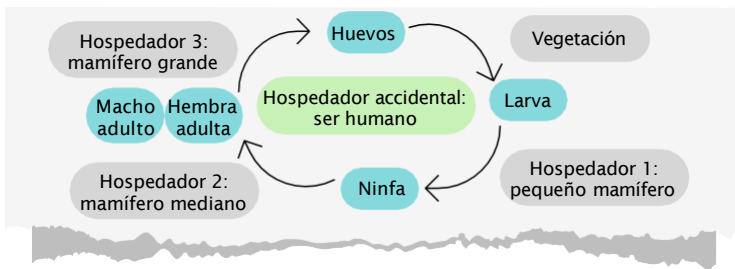 Hospedador 3:
mamífero grande
Huevos
Vegetación
Macho
adulto
Hembra
adulta
Hospedador accidental:
ser humano
Larva
Hospedador 2:
mamífero mediano
Ninfa
Hospedador 1:
pequeño mamífero